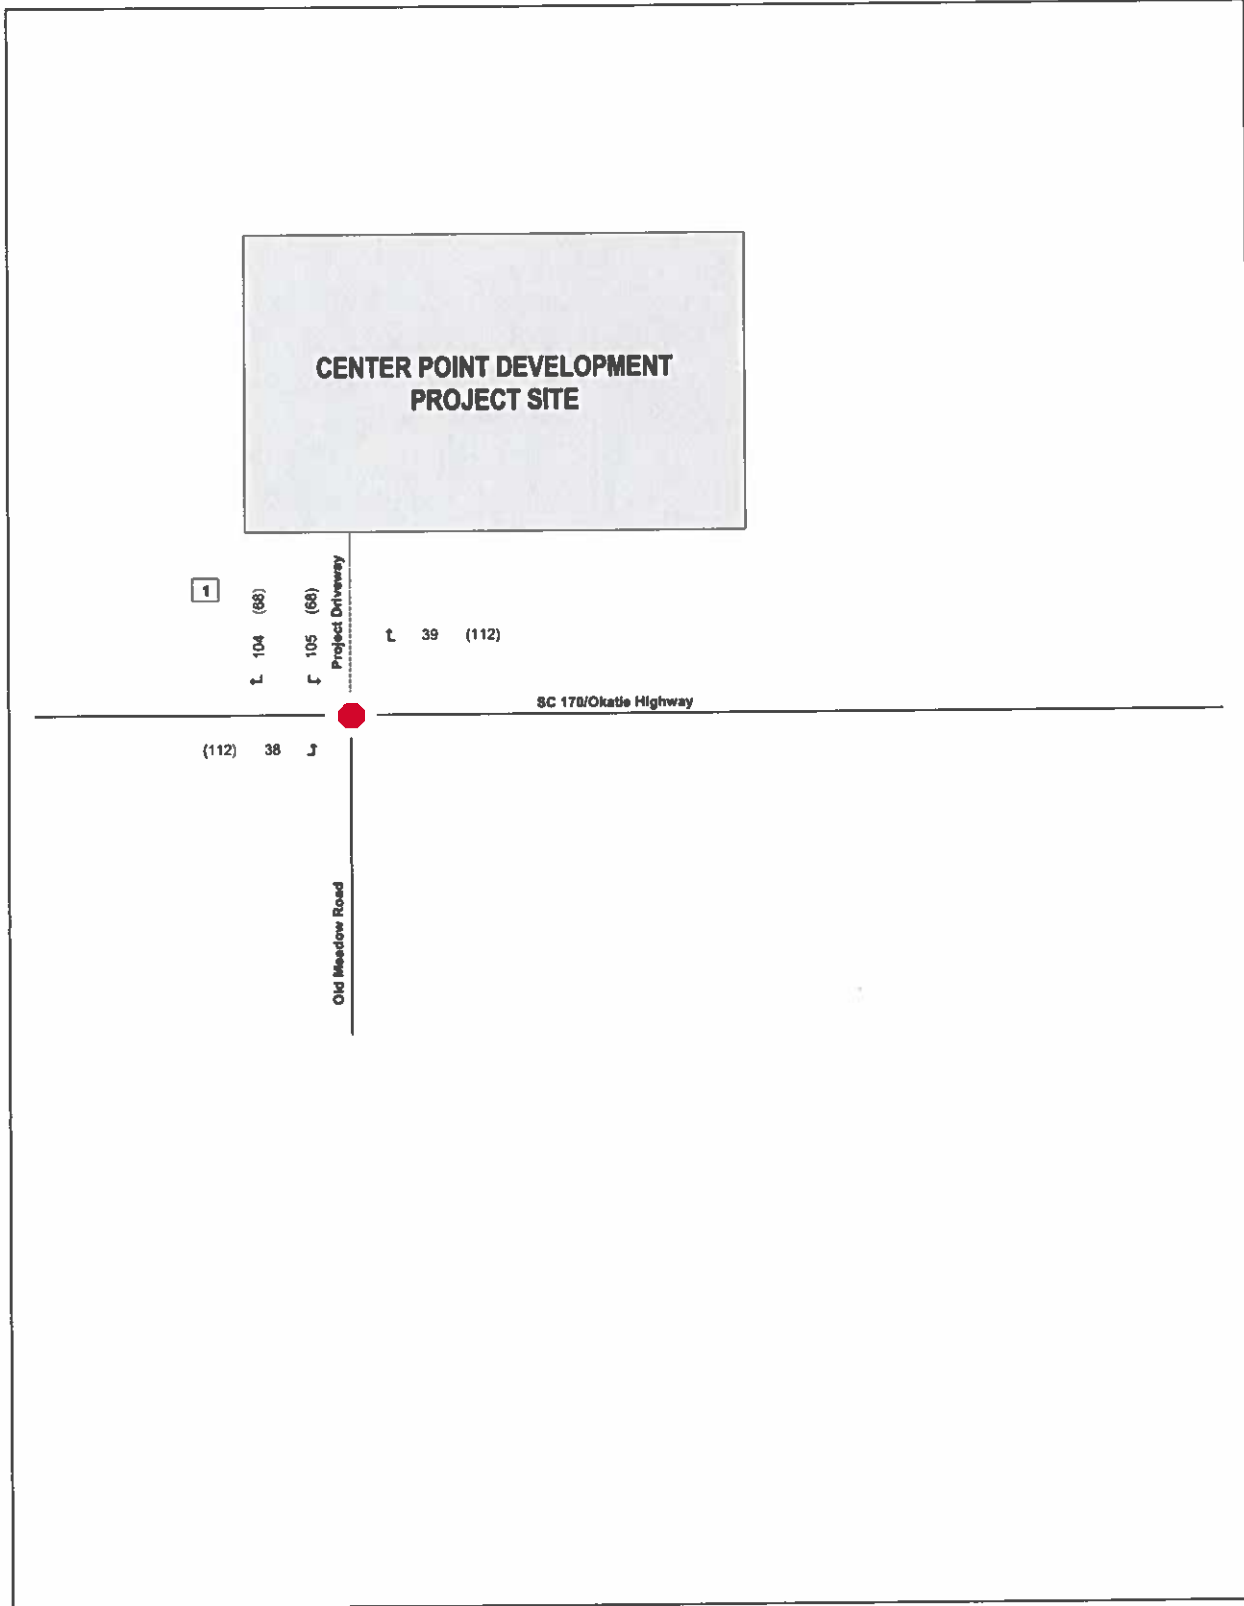 CENTER POINT DEVELOPMENT
PROJECT SITE
1
104 (68)
105 (68)
Project Driveway
39 (112)
SC 170/Okatie Highway
(112) 38
Old Meadow Road